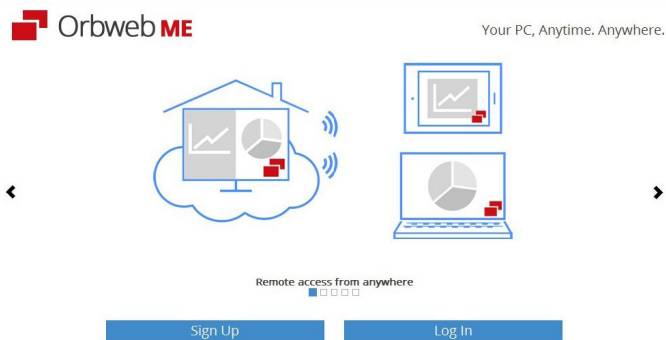 Orbweb ME
Your PC, Anytime. Anywhere.
Remote access from anywhere
Sign Up
Log In